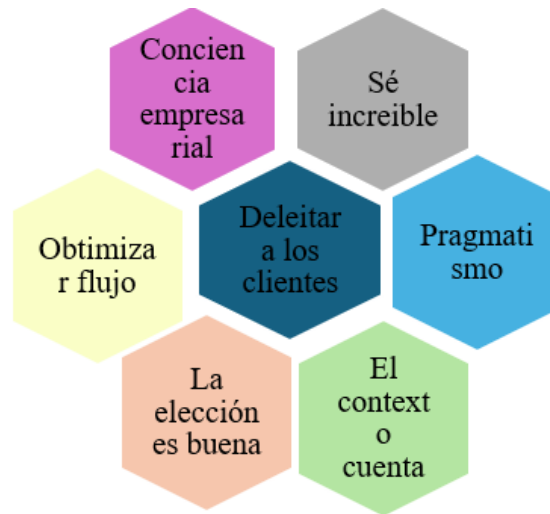 Concien
cia
empresa
rial
Sé
increible
Obtimiza
r flujo
Deleitar
a los
clientes
Pragmati
smo
La
elección
es buena
El
context
o
cuenta